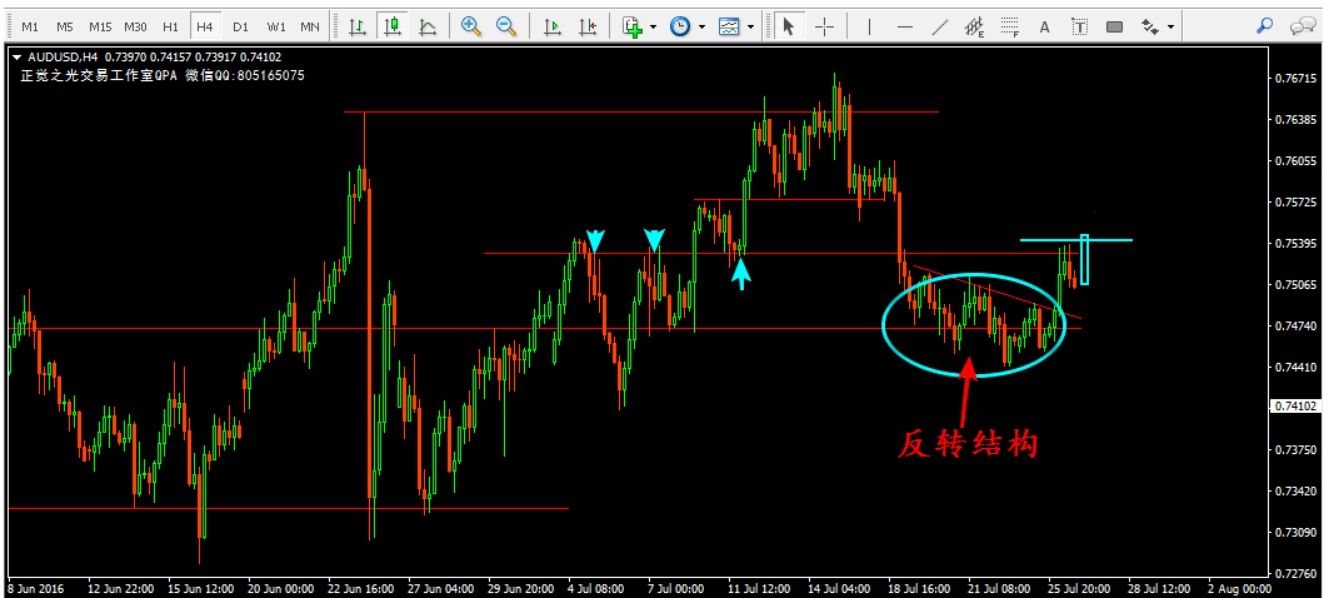 M1 M5 M15 M30 H1 H4 D1 W1 MN E F A T
AUDUSD,H4 0.73970 0.74157 0.73917 0.74102
正觉之光交易工作室QPA 微信QQ:805165075
0.76715
0.76385
0.76055
0.75725
0.75395
0.75065
0.74740
0.74410
0.74102
反转结构
0.73750
0.73420
0.73090
0.72760
8 Jun 2016 12 Jun 22:00 15 Jun 12:00 20 Jun 00:00 22 Jun 16:00 27 Jun 04:00 29 Jun 20:00 4 Jul 08:00 7 Jul 00:00 11 Jul 12:00 14 Jul 04:00 18 Jul 16:00 21 Jul 08:00 25 Jul 20:00 28 Jul 12:00 2 Aug 00:00